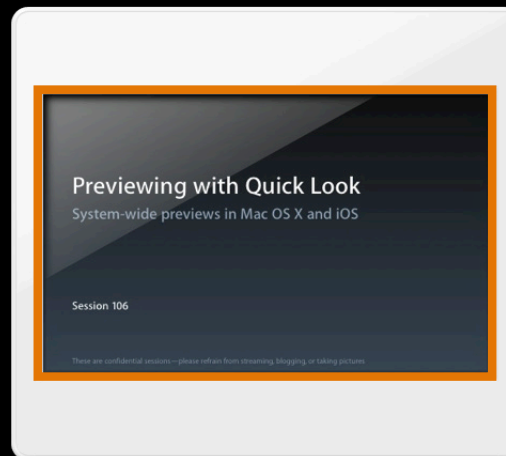 Previewing with Quick Look
System-wide previews in Mac OS X and iOS
Session 106
These are confidential sessions—please refrain from streaming, blogging, or taking pictures